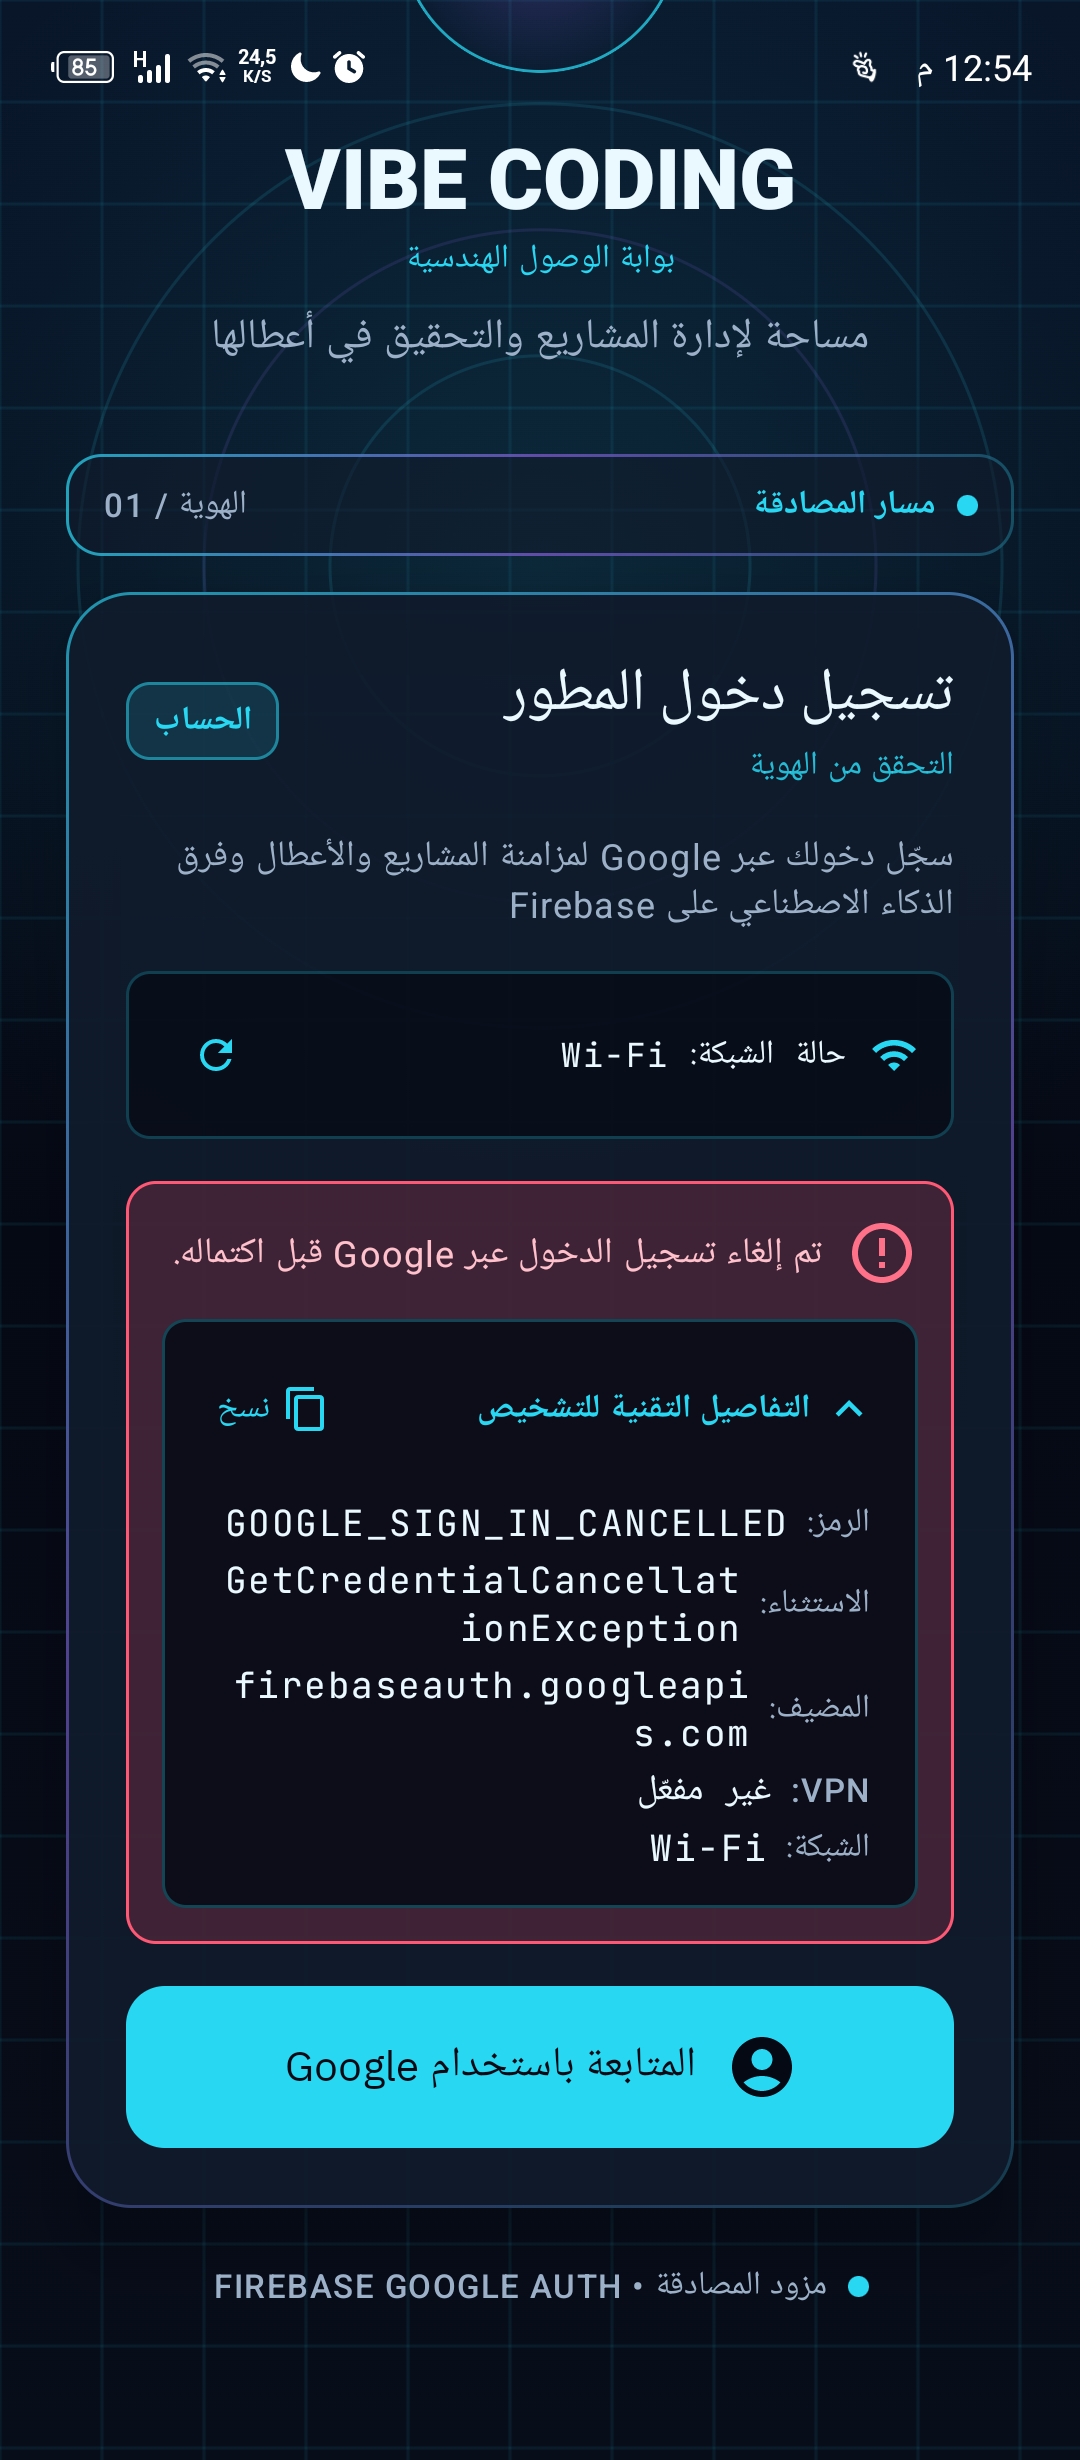 12:54 م
24,5 K/S
H
85
VIBE CODING
بوابة الوصول الهندسية
مساحة لإدارة المشاريع والتحقيق في أعطالها
مسار المصادقة
الهوية / 01
تسجيل دخول المطور
الحساب
التحقق من الهوية
سجّل دخولك عبر Google لمزامنة المشاريع والأعطال وفرق
الذكاء الاصطناعي على Firebase
حالة الشبكة: Wi-Fi
تم إلغاء تسجيل الدخول عبر Google قبل اكتماله.
التفاصيل التقنية للتشخيص
نسخ
الرمز: GOOGLE_SIGN_IN_CANCELLED
الاستثناء: GetCredentialCancellat
ionException
المضيف: firebaseauth.googleapi
s.com
VPN: غير مفعّل
الشبكة: Wi-Fi
المتابعة باستخدام Google
مزود المصادقة • FIREBASE GOOGLE AUTH